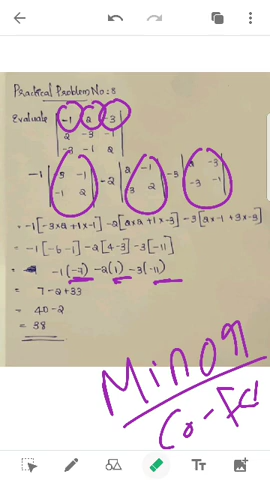 Practical Problem No: 3
Evaluate | -1 2 -3 |
| 2 -3 -1 |
| -3 -1 2 |
-1 | -3 -1 | -2 | 2 -1 | -3 | 2 -3 |
| -1 2 | | -3 2 | | -3 -1 |
= -1[-3×2+1×-1] -2[2×2+1×-3] -3[2×-1+3×-3]
= -1[-6-1] -2[4-3] -3[-11]
= -1(-7) -2(1) -3(-11)
= 7-2+33
= 40-2
= 38
Minor
Co-Fa
Tт